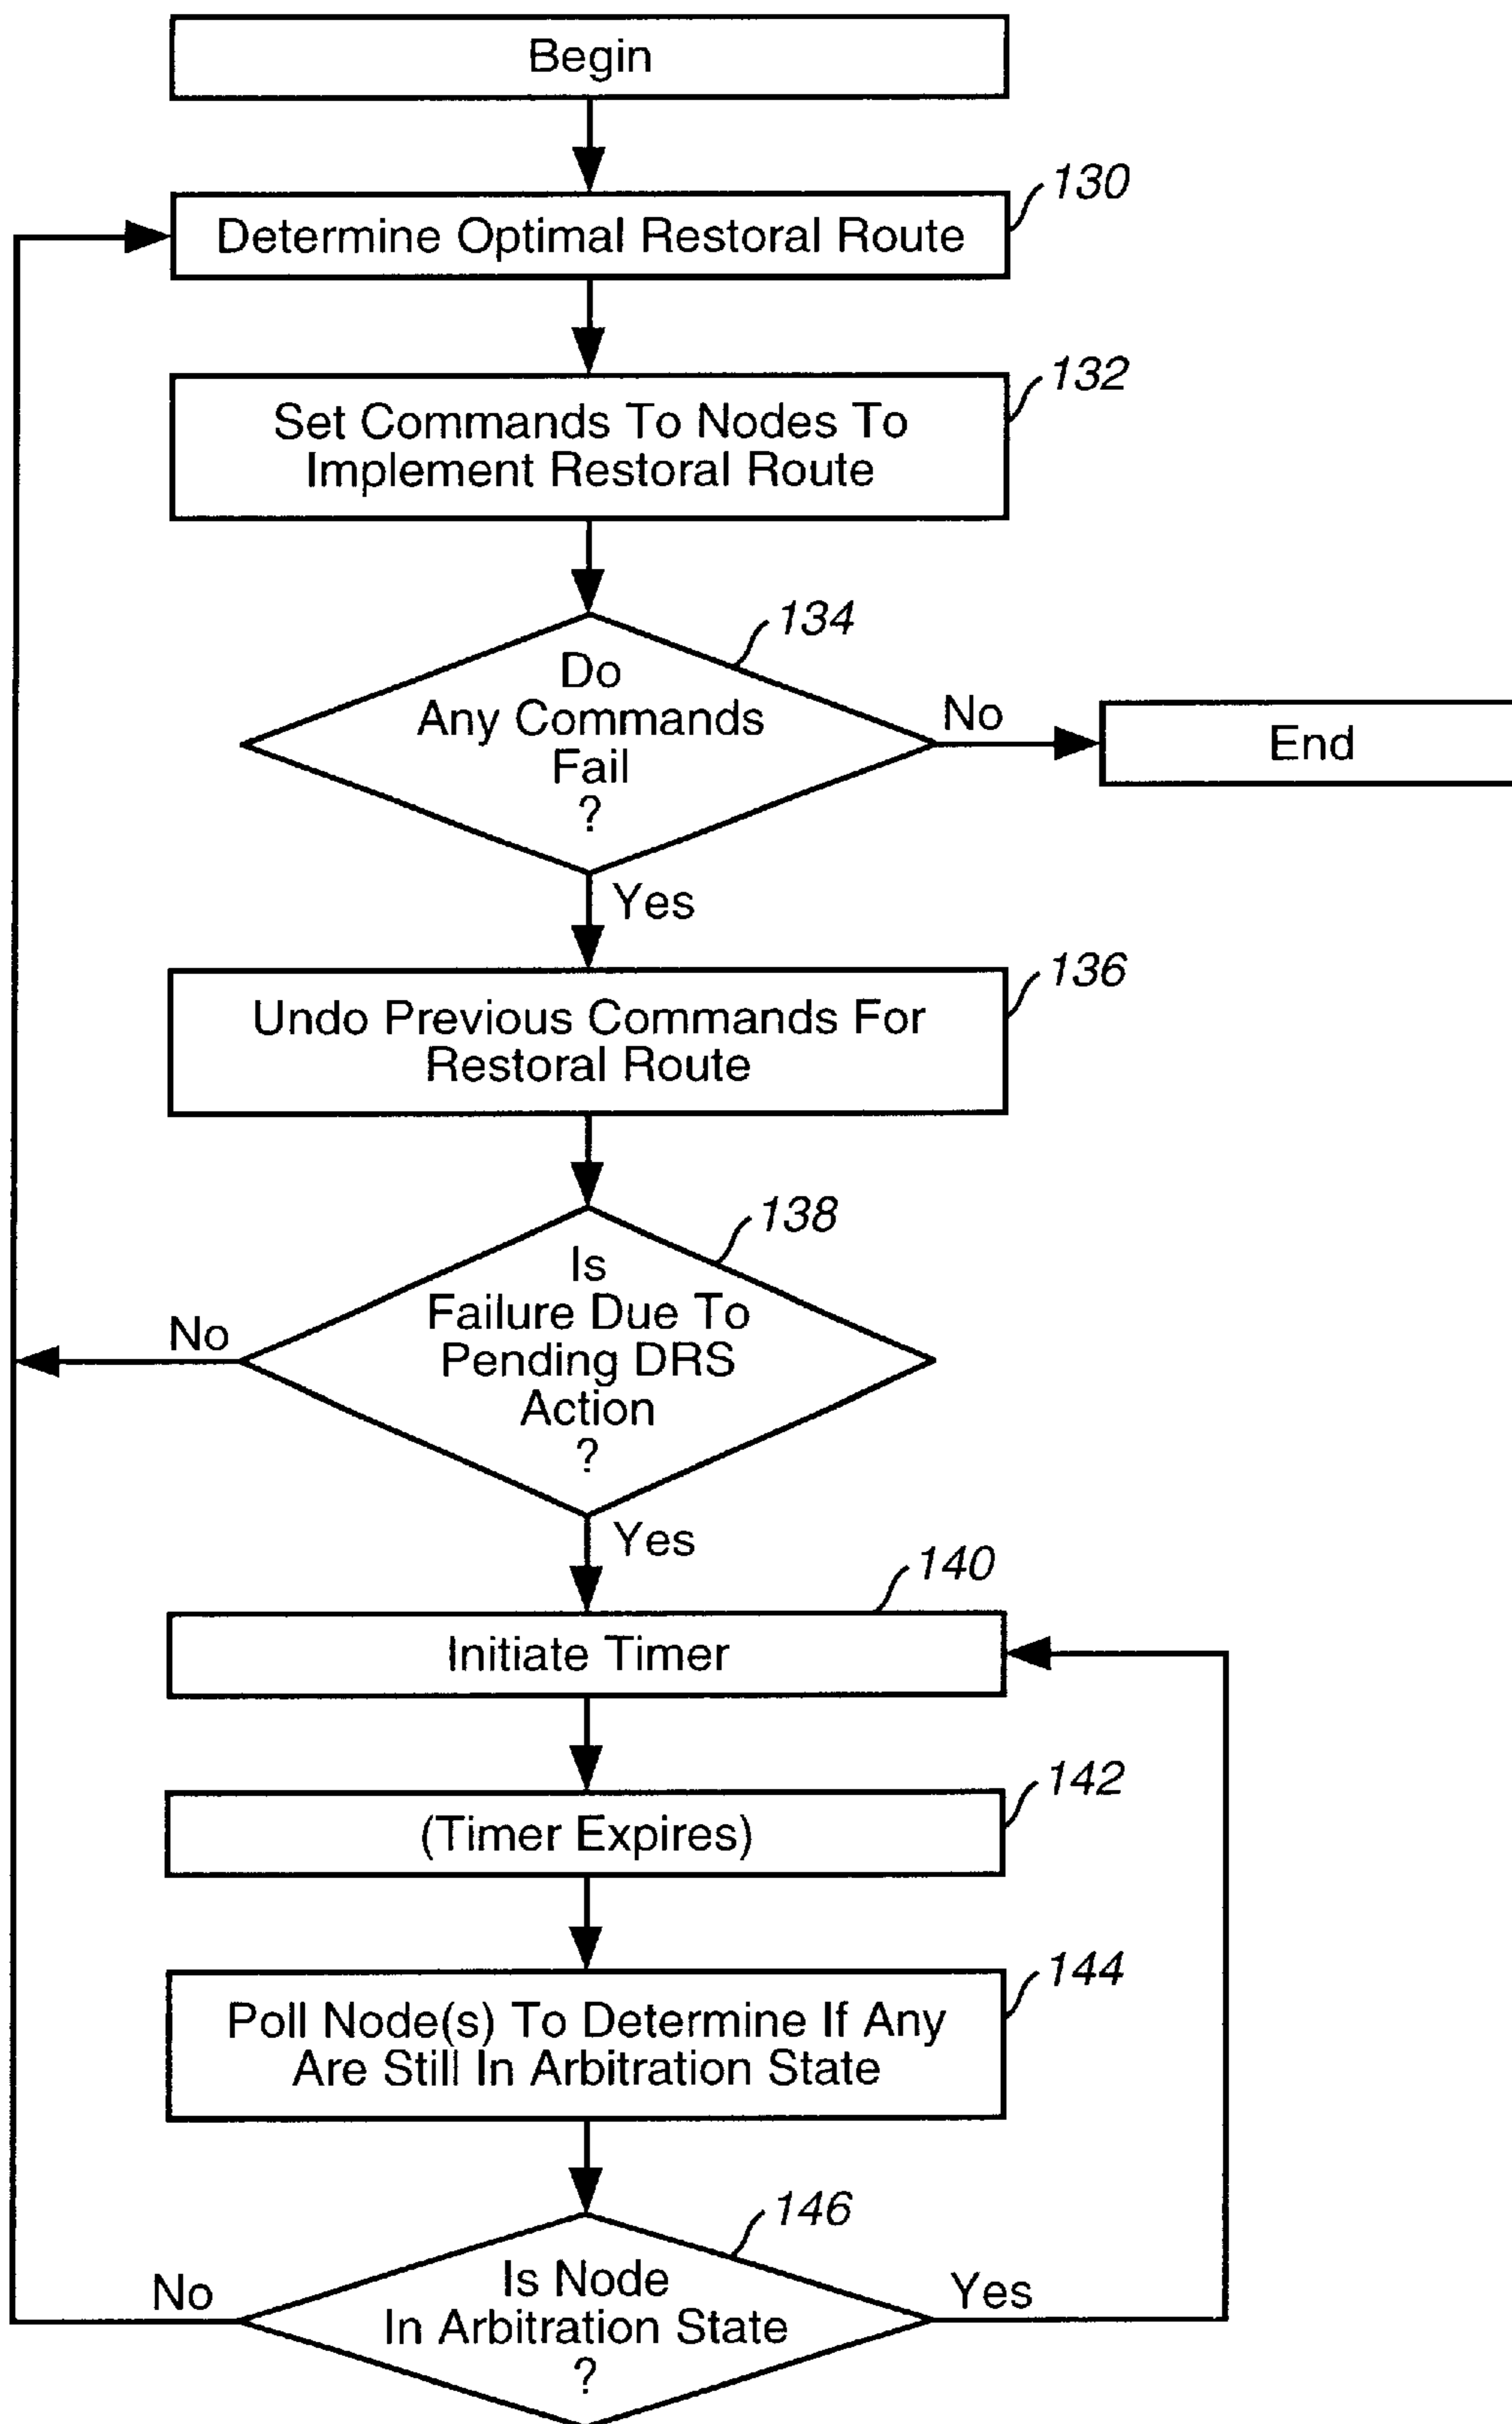 Begin
130
Determine Optimal Restoral Route
132
Set Commands To Nodes To
Implement Restoral Route
134
Do
Any Commands
Fail
?
No
End
Yes
136
Undo Previous Commands For
Restoral Route
138
Is
Failure Due To
Pending DRS
Action
?
No
Yes
140
Initiate Timer
142
(Timer Expires)
144
Poll Node(s) To Determine If Any
Are Still In Arbitration State
146
Is Node
In Arbitration State
?
No
Yes